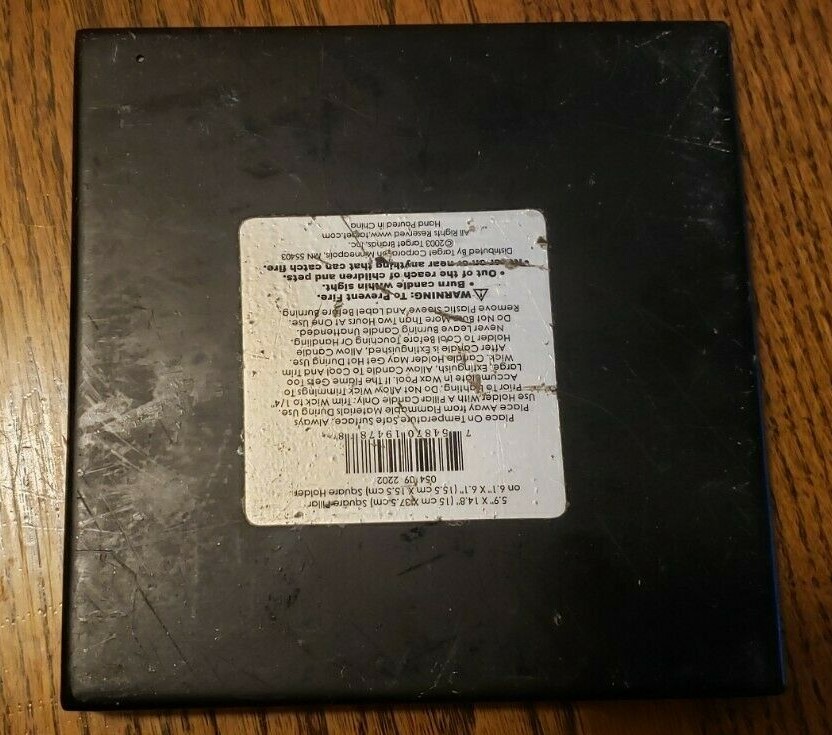 5.9" X 14.8" (15 cm X 37.5 cm) Square Pillar
on 6.1" X 6.1" (15.5 cm X 15.5 cm) Square Holder
054 09 2202
7 54870 19478 8
Place On Temperature Safe Surface. Always
Place Away from Flammable Materials During Use
Use Holder With Pillar Candle Only: Trim Wick to 1/4"
Prior To Lighting. Do Not Allow Wick Trimmings To
Accumulate In Wax Pool. If The Flame Gets Too
Large, Extinguish, Allow Candle To Cool And Trim
Wick. Candle Holder May Get Hot During Use.
After Candle is Extinguished, Allow Candle
Holder To Cool Before Touching Or Handling.
Never Leave Burning Candle Unattended.
Do Not Burn More Than Two Hours At One Use.
Remove Plastic Sleeve And Label Before Burning.
⚠ WARNING: To Prevent Fire.
• Burn candle within sight.
• Out of the reach of children and pets.
• Never on or near anything that can catch fire.
Distributed By Target Corporation Minneapolis, MN 55403
©2003 Target Brands, Inc.
All Rights Reserved www.target.com
Hand Poured in China